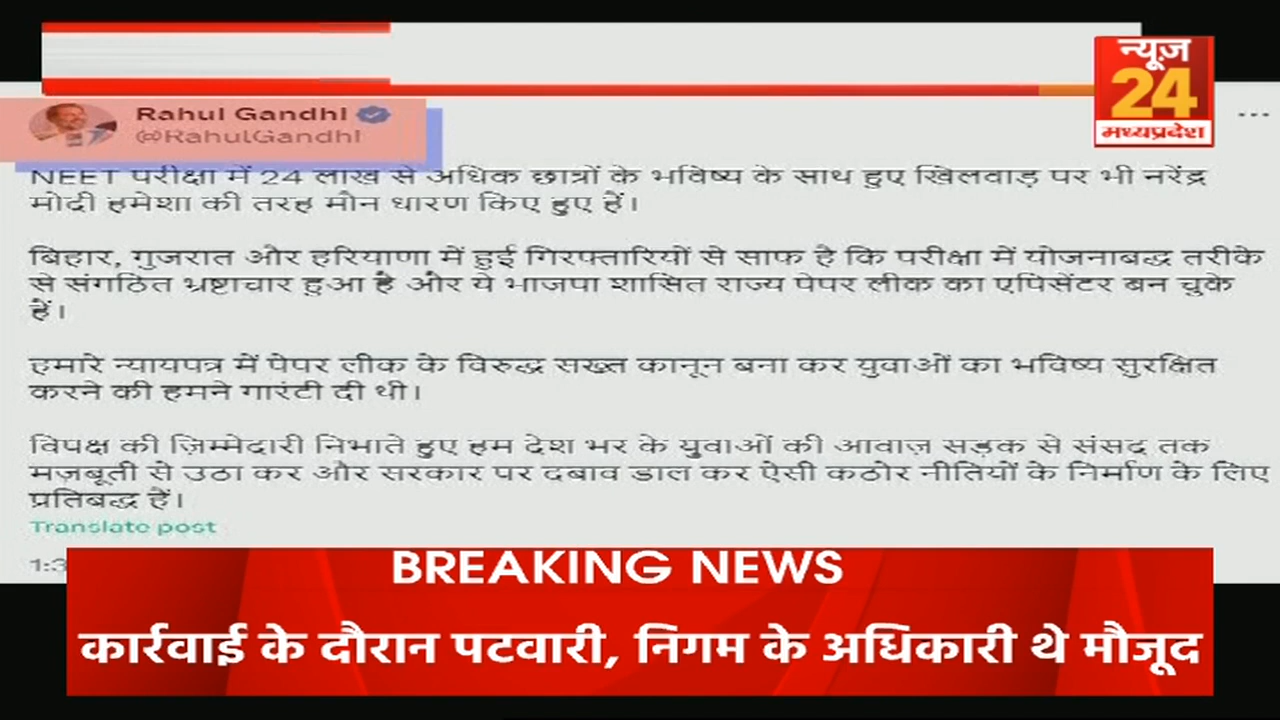 न्यूज़
24
मध्यप्रदेश
Rahul Gandhi
@RahulGandhi
NEET परीक्षा में 24 लाख से अधिक छात्रों के भविष्य के साथ हुए खिलवाड़ पर भी नरेंद्र
मोदी हमेशा की तरह मौन धारण किए हुए हैं।
बिहार, गुजरात और हरियाणा में हुई गिरफ्तारियों से साफ है कि परीक्षा में योजनाबद्ध तरीके
से संगठित भ्रष्टाचार हुआ है और ये भाजपा शासित राज्य पेपर लीक का एपिसेंटर बन चुके
हैं।
हमारे न्यायपत्र में पेपर लीक के विरुद्ध सख्त कानून बना कर युवाओं का भविष्य सुरक्षित
करने की हमने गारंटी दी थी।
विपक्ष की ज़िम्मेदारी निभाते हुए हम देश भर के युवाओं की आवाज़ सड़क से संसद तक
मज़बूती से उठा कर और सरकार पर दबाव डाल कर ऐसी कठोर नीतियों के निर्माण के लिए
प्रतिबद्ध हैं।
Translate post
BREAKING NEWS
कार्रवाई के दौरान पटवारी, निगम के अधिकारी थे मौजूद